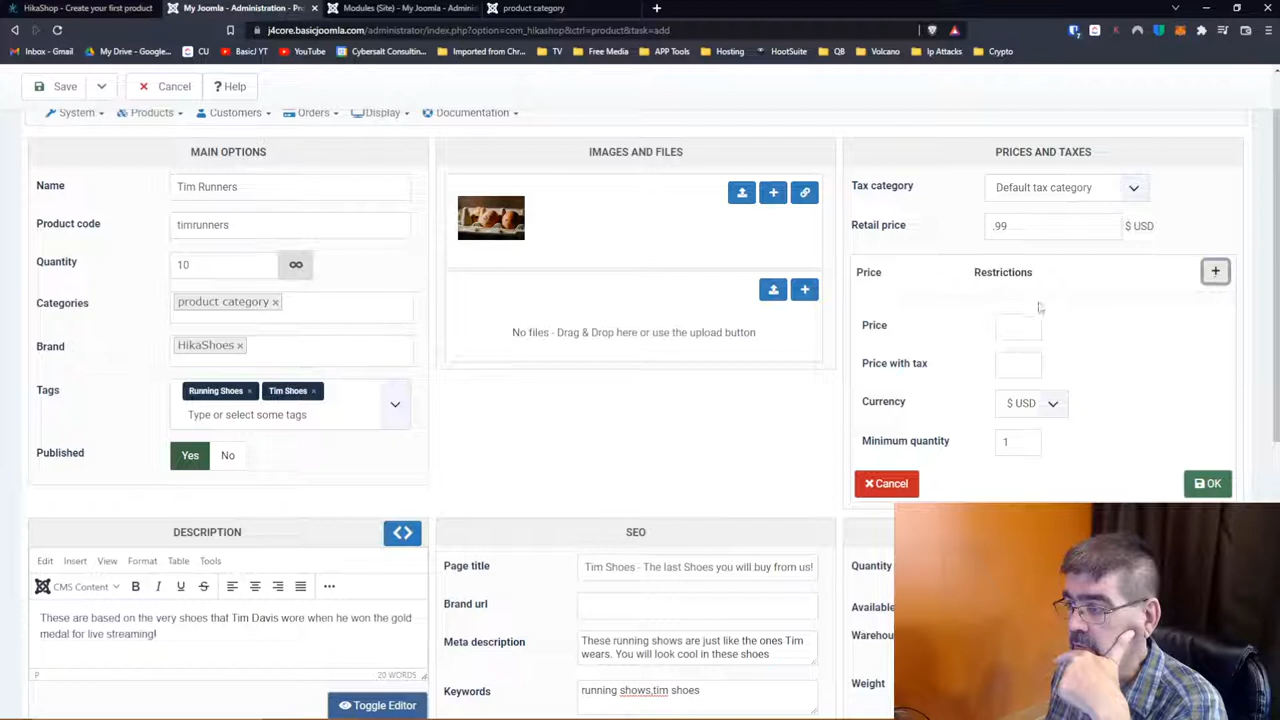 HikaShop - Create your first product
My Joomla - Administration - Pro
Modules (Site) - My Joomla - Admin
product category
j4core.basicjoomla.com/administrator/index.php?option=com_hikashop&ctrl=product&task=add
Inbox - Gmail
My Drive - Google...
CU
Basic! YT
YouTube
Cybersalt Consulting...
Imported from Chr...
TV
Free Media
APP Tools
Hosting
HootSuite
QB
Volcano
Ip Attacks
Crypto
Save
Cancel
Help
System
Products
Customers
Orders
Display
Documentation
MAIN OPTIONS
Name
Tim Runners
Product code
timrunners
Quantity
10
Categories
product category ×
Brand
HikaShoes ×
Tags
Running Shoes ×
Tim Shoes ×
Type or select some tags
Published
Yes
No
IMAGES AND FILES
No files - Drag & Drop here or use the upload button
PRICES AND TAXES
Tax category
Default tax category
Retail price
.99
$ USD
Price
Restrictions
Price
Price with tax
Currency
$ USD
Minimum quantity
1
Cancel
OK
DESCRIPTION
Edit
Insert
View
Format
Table
Tools
CMS Content
B I U S
These are based on the very shoes that Tim Davis wore when he won the gold
medal for live streaming!
P
20 WORDS
Toggle Editor
SEO
Page title
Tim Shoes - The last Shoes you will buy from us!
Brand url
Meta description
These running shows are just like the ones Tim
wears. You will look cool in these shoes
Keywords
running shows,tim shoes
Quantity
Available
Warehou
Weight